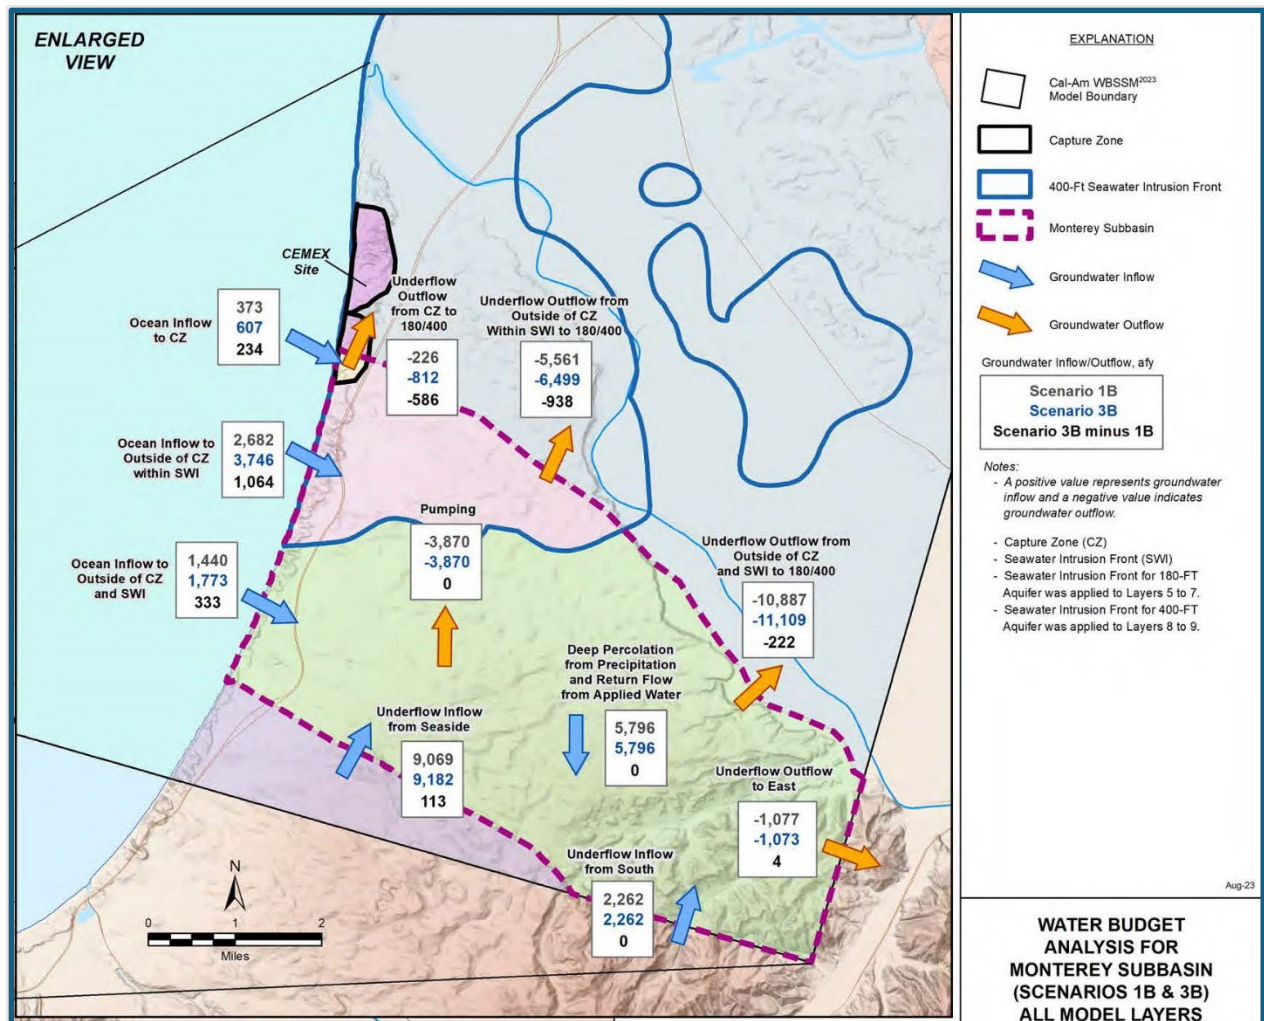 ENLARGED
VIEW
CEMEX
Site
Ocean Inflow
to CZ
373
607
234
Underflow
Outflow
from CZ to
180/400
-226
-812
-586
Underflow Outflow from
Outside of CZ
Within SWI to 180/400
-5,561
-6,499
-938
Ocean Inflow to
Outside of CZ
within SWI
2,682
3,746
1,064
Pumping
-3,870
-3,870
0
Ocean Inflow to
Outside of CZ
and SWI
1,440
1,773
333
Underflow Outflow from
Outside of CZ
and SWI to 180/400
-10,887
-11,109
-222
Deep Percolation
from Precipitation
and Return Flow
from Applied Water
5,796
5,796
0
Underflow Inflow
from Seaside
9,069
9,182
113
Underflow Outflow
to East
-1,077
-1,073
4
Underflow Inflow
from South
2,262
2,262
0
N
0 1 2
Miles
EXPLANATION
Cal-Am WBSSM2023
Model Boundary
Capture Zone
400-Ft Seawater Intrusion Front
Monterey Subbasin
Groundwater Inflow
Groundwater Outflow
Groundwater Inflow/Outflow, afy
Scenario 1B
Scenario 3B
Scenario 3B minus 1B
Notes:
- A positive value represents groundwater
inflow and a negative value indicates
groundwater outflow.
- Capture Zone (CZ)
- Seawater Intrusion Front (SWI)
- Seawater Intrusion Front for 180-FT
Aquifer was applied to Layers 5 to 7.
- Seawater Intrusion Front for 400-FT
Aquifer was applied to Layers 8 to 9.
Aug-23
WATER BUDGET
ANALYSIS FOR
MONTEREY SUBBASIN
(SCENARIOS 1B & 3B)
ALL MODEL LAYERS